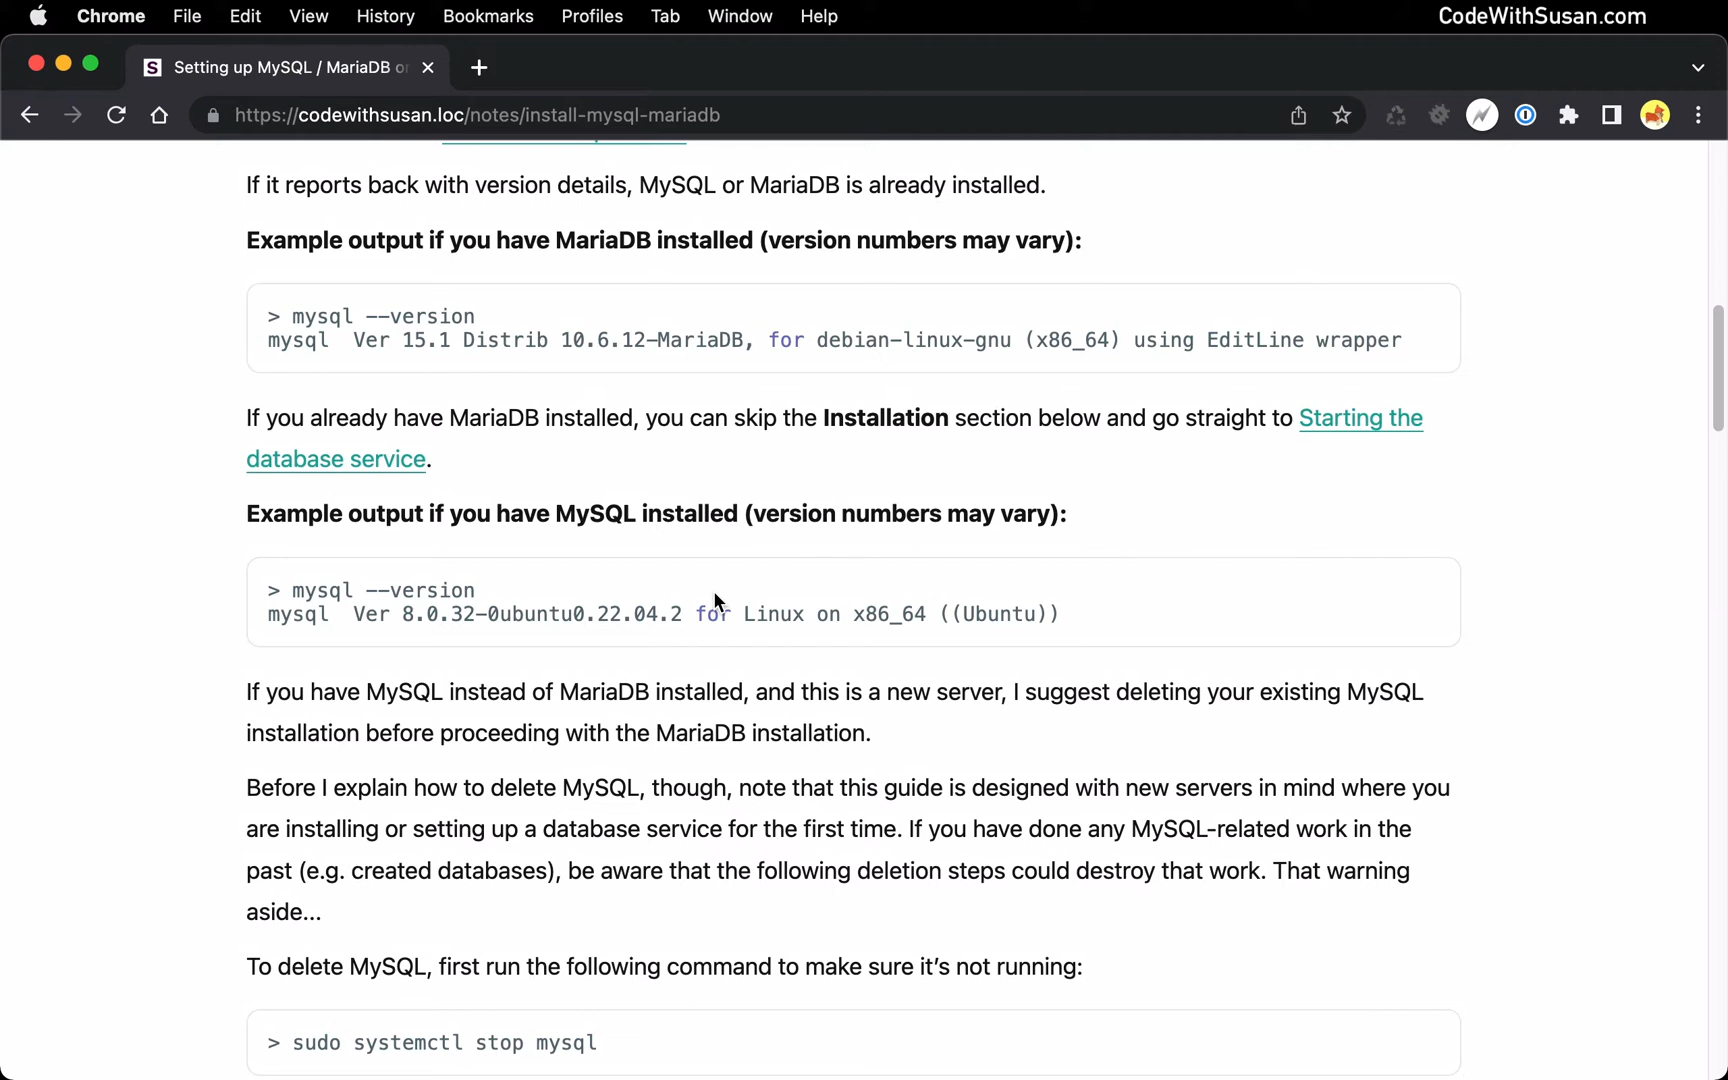 Chrome File Edit View History Bookmarks Profiles Tab Window Help CodeWithSusan.com
S Setting up MySQL / MariaDB or
https://codewithsusan.loc/notes/install-mysql-mariadb
If it reports back with version details, MySQL or MariaDB is already installed.
Example output if you have MariaDB installed (version numbers may vary):
> mysql --version
mysql  Ver 15.1 Distrib 10.6.12-MariaDB, for debian-linux-gnu (x86_64) using EditLine wrapper
If you already have MariaDB installed, you can skip the Installation section below and go straight to Starting the
database service.
Example output if you have MySQL installed (version numbers may vary):
> mysql --version
mysql  Ver 8.0.32-0ubuntu0.22.04.2 for Linux on x86_64 ((Ubuntu))
If you have MySQL instead of MariaDB installed, and this is a new server, I suggest deleting your existing MySQL
installation before proceeding with the MariaDB installation.
Before I explain how to delete MySQL, though, note that this guide is designed with new servers in mind where you
are installing or setting up a database service for the first time. If you have done any MySQL-related work in the
past (e.g. created databases), be aware that the following deletion steps could destroy that work. That warning
aside...
To delete MySQL, first run the following command to make sure it's not running:
> sudo systemctl stop mysql